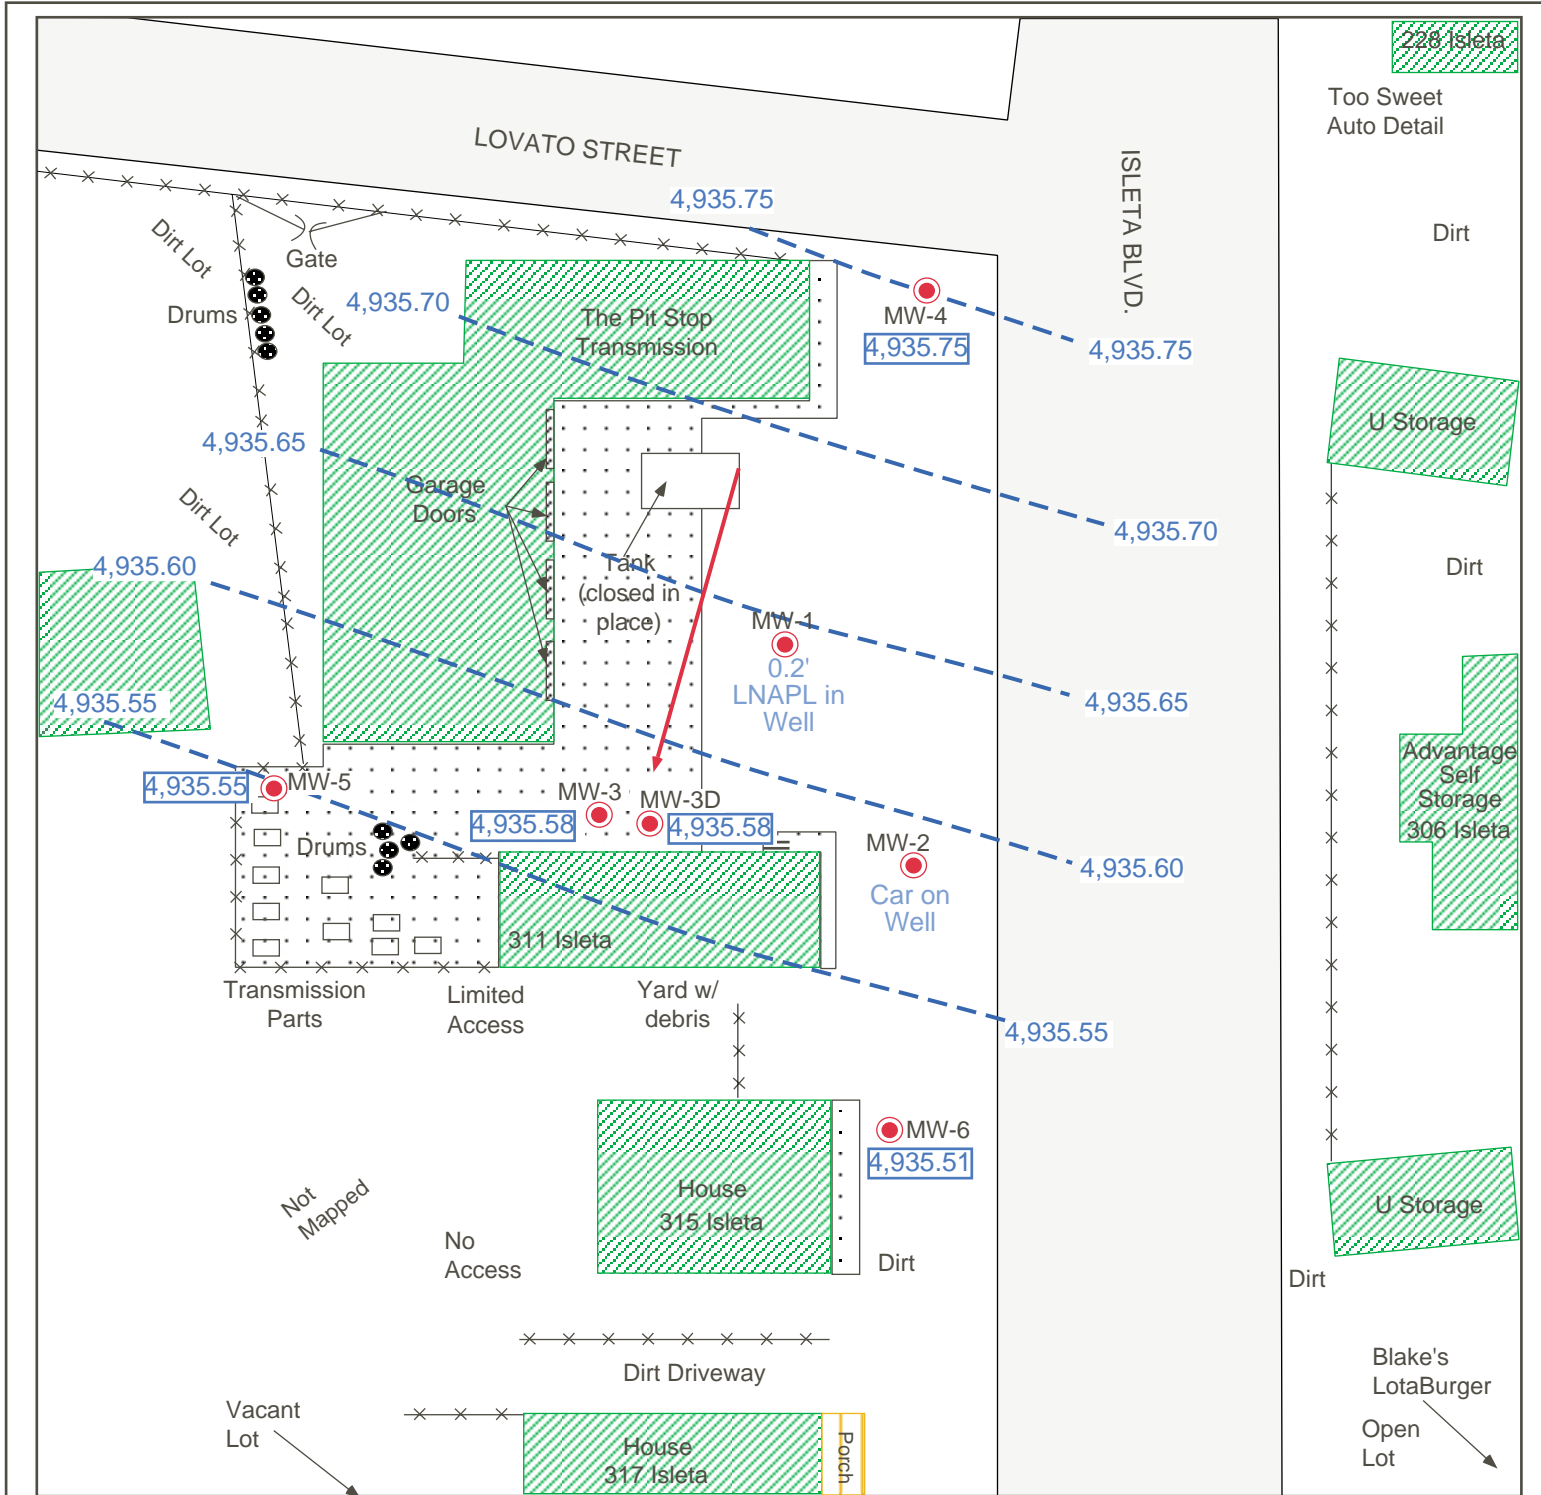 228 Isleta
Too Sweet
Auto Detail
LOVATO STREET
ISLETA BLVD.
4,935.75
Dirt Lot
Gate
Dirt
Drums
Dirt Lot
4,935.70
The Pit Stop
Transmission
MW-4
4,935.75
4,935.75
U Storage
4,935.65
Garage
Doors
Dirt Lot
4,935.70
4,935.60
Tank
(closed in
place)
Dirt
MW-1
0.2'
LNAPL in
Well
4,935.65
4,935.55
4,935.55
MW-5
MW-3
4,935.58
MW-3D
4,935.58
Advantage
Self
Storage
306 Isleta
Drums
MW-2
Car on
Well
4,935.60
311 Isleta
Transmission
Parts
Limited
Access
Yard w/
debris
4,935.55
MW-6
4,935.51
Not
Mapped
House
315 Isleta
U Storage
No
Access
Dirt
Dirt
Dirt Driveway
Blake's
LotaBurger
Vacant
Lot
House
317 Isleta
Porch
Open
Lot